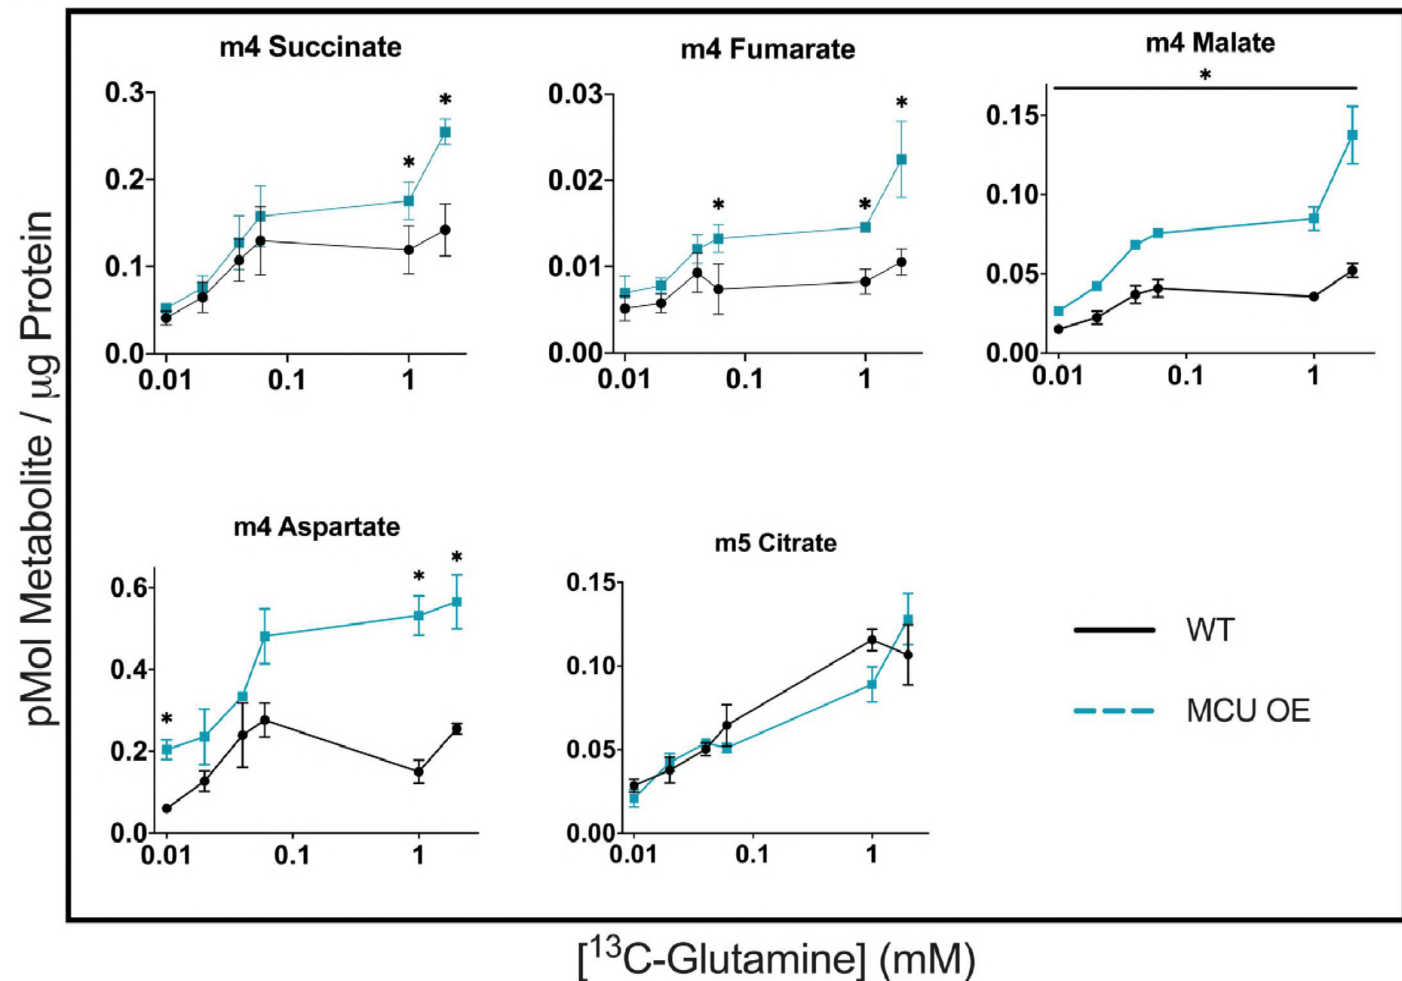 m4 Succinate
*
*
0.3
0.2
0.1
0.0
0.01 0.1 1
m4 Fumarate
*
*
*
0.03
0.02
0.01
0.00
0.01 0.1 1
m4 Malate
*
0.15
0.10
0.05
0.00
0.01 0.1 1
pMol Metabolite / μg Protein
m4 Aspartate
*
*
*
0.6
0.4
0.2
0.0
0.01 0.1 1
m5 Citrate
0.15
0.10
0.05
0.00
0.01 0.1 1
WT
MCU OE
[¹³C-Glutamine] (mM)